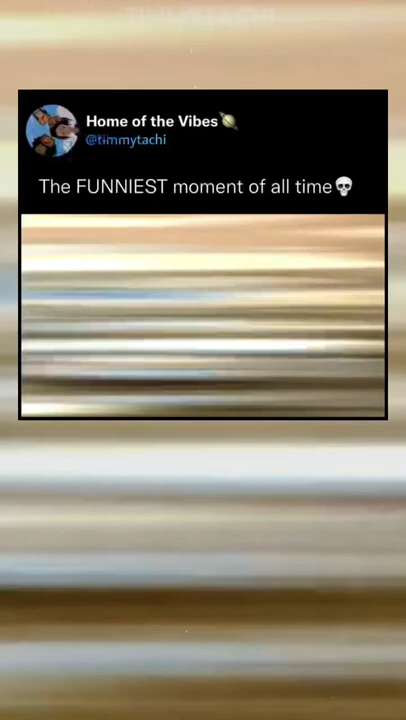 Home of the Vibes🪐
@timmytachi
The FUNNIEST moment of all time💀